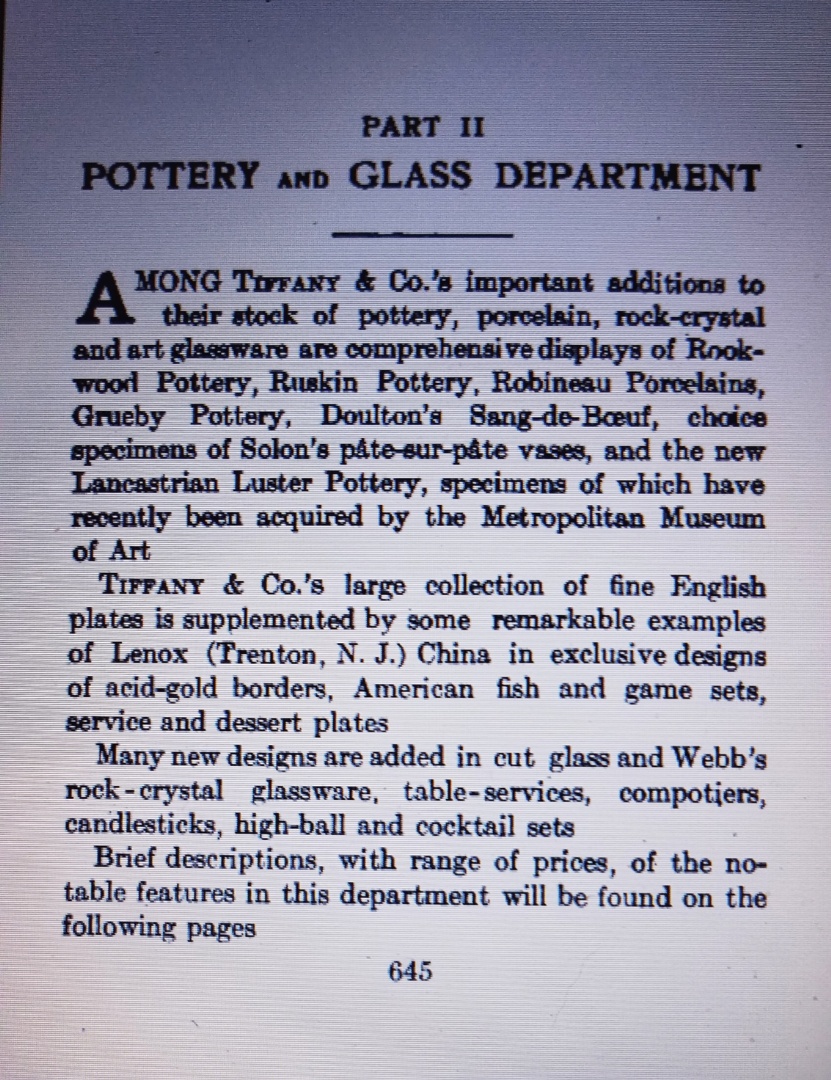 PART II
POTTERY AND GLASS DEPARTMENT
AMONG TIFFANY & Co.'s important additions to
their stock of pottery, porcelain, rock-crystal
and art glassware are comprehensive displays of Rook-
wood Pottery, Ruskin Pottery, Robineau Porcelains,
Grueby Pottery, Doulton's Sang-de-Bœuf, choice
specimens of Solon's pâte-sur-pâte vases, and the new
Lancastrian Luster Pottery, specimens of which have
recently been acquired by the Metropolitan Museum
of Art
TIFFANY & Co.'s large collection of fine English
plates is supplemented by some remarkable examples
of Lenox (Trenton, N. J.) China in exclusive designs
of acid-gold borders, American fish and game sets,
service and dessert plates
Many new designs are added in cut glass and Webb's
rock-crystal glassware, table-services, compotiers,
candlesticks, high-ball and cocktail sets
Brief descriptions, with range of prices, of the no-
table features in this department will be found on the
following pages
645